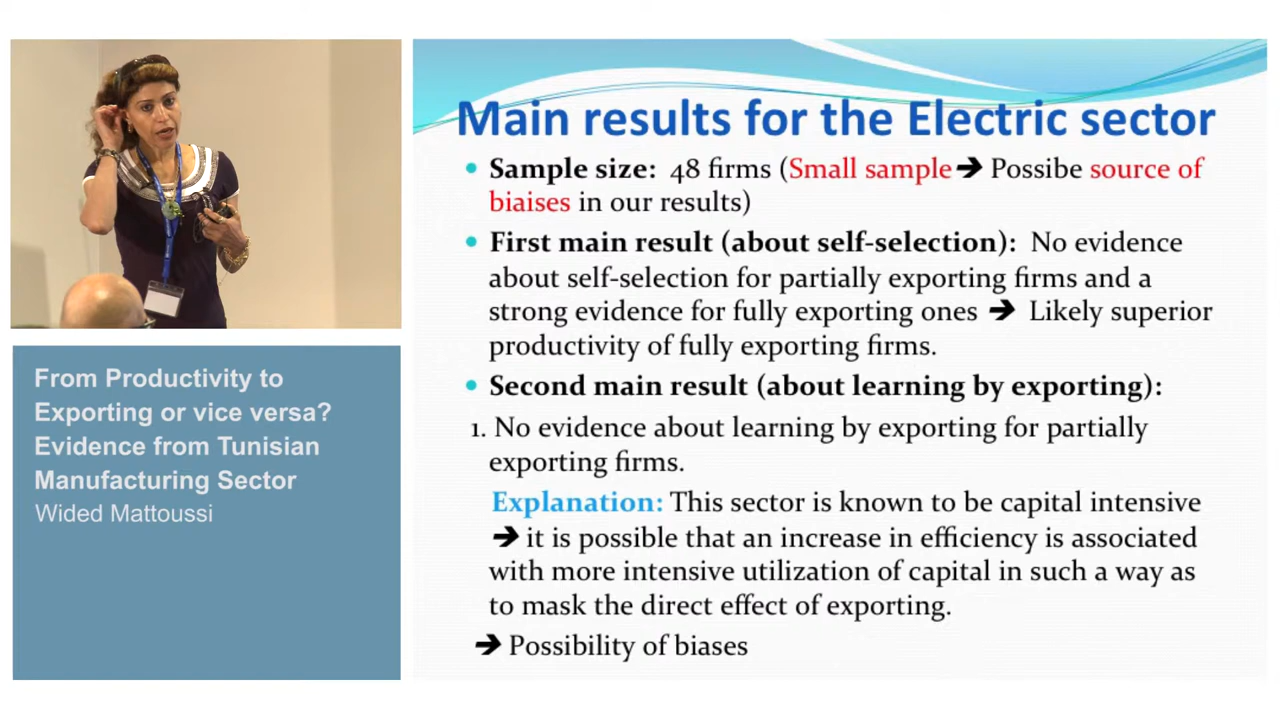 From Productivity to
Exporting or vice versa?
Evidence from Tunisian
Manufacturing Sector
Wided Mattoussi
Main results for the Electric sector
• Sample size: 48 firms (Small sample➔ Possibe source of
biaises in our results)
• First main result (about self-selection): No evidence
about self-selection for partially exporting firms and a
strong evidence for fully exporting ones ➔ Likely superior
productivity of fully exporting firms.
• Second main result (about learning by exporting):
1. No evidence about learning by exporting for partially
exporting firms.
Explanation: This sector is known to be capital intensive
➔ it is possible that an increase in efficiency is associated
with more intensive utilization of capital in such a way as
to mask the direct effect of exporting.
➔ Possibility of biases